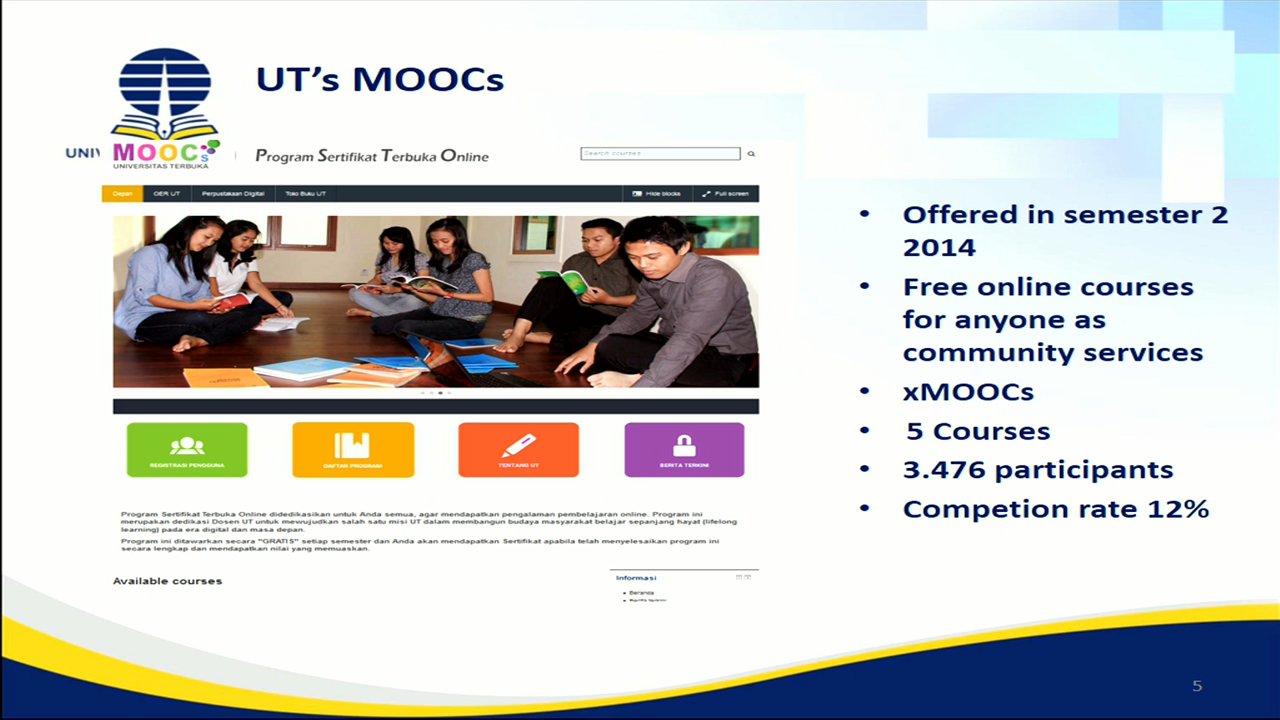 UT's MOOCs
UNIV
MOOCs
UNIVERSITAS TERBUKA
Program Sertifikat Terbuka Online
Search courses
Depan
OER UT
Perpustakaan Digital
Toko Buku UT
Hide blocks
Full screen
REGISTRASI PENGGUNA
DAFTAR PROGRAM
TENTANG UT
BERITA TERKINI
Program Sertifikat Terbuka Online didedikasikan untuk Anda semua, agar mendapatkan pengalaman pembelajaran online. Program ini
merupakan dedikasi Dosen UT untuk mewujudkan salah satu misi UT dalam membangun budaya masyarakat belajar sepanjang hayat (lifelong
learning) pada era digital dan masa depan.
Program ini ditawarkan secara "GRATIS" setiap semester dan Anda akan mendapatkan Sertifikat apabila telah menyelesaikan program ini
secara lengkap dan mendapatkan nilai yang memuaskan.
Available courses
Informasi
• Beranda
• Offered in semester 2
2014
• Free online courses
for anyone as
community services
• xMOOCs
• 5 Courses
• 3.476 participants
• Competion rate 12%
5